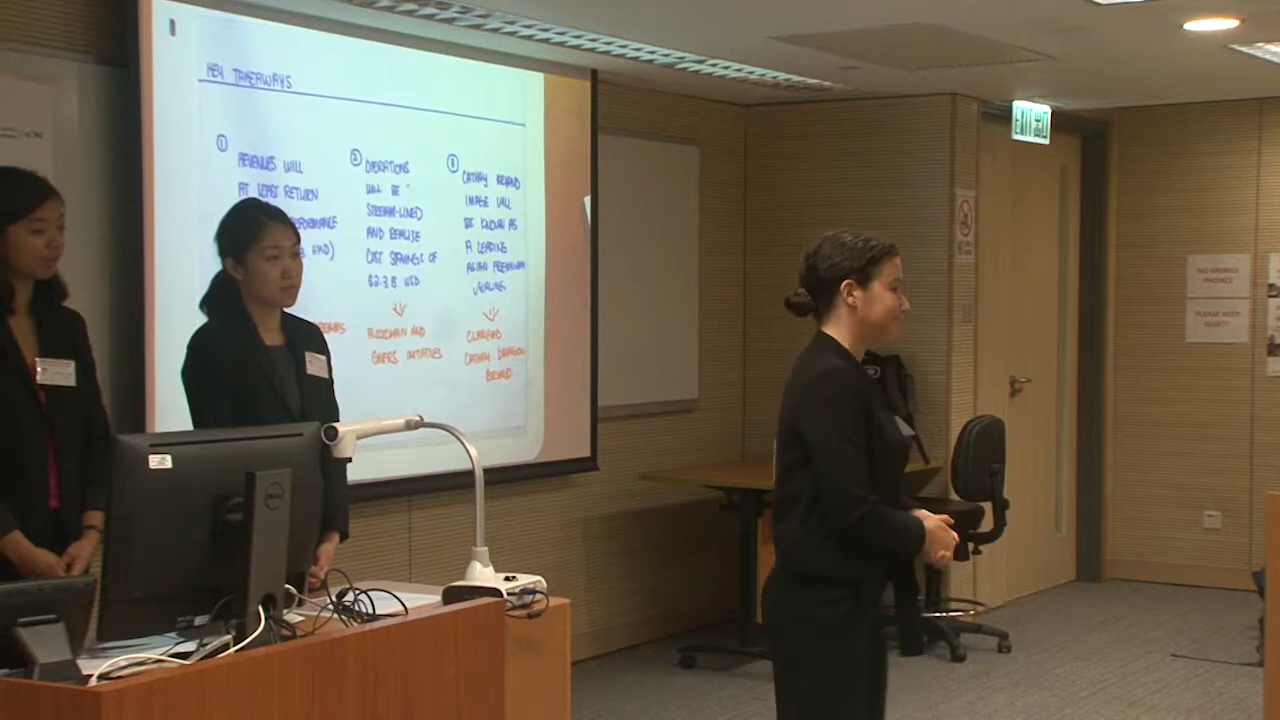 KEY TAKEAWAYS
①
REVENUES WILL
AT LEAST RETURN
② OPERATIONS
WILL BE
STREAM-LINED
AND REALIZE
COST SAVINGS OF
$2.3 B USD
BLOCKCHAIN AND
INITIATIVES
③ CATHAY BRAND
IMAGE WILL
BE KNOWN AS
A LEADING
ASIAN PREMIUM
AIRLINE
CLARIFIED
CATHAY DRAGON
BRAND
EXIT 出口
NO MOBILE
PHONES
PLEASE KEEP
QUIET!
DELL